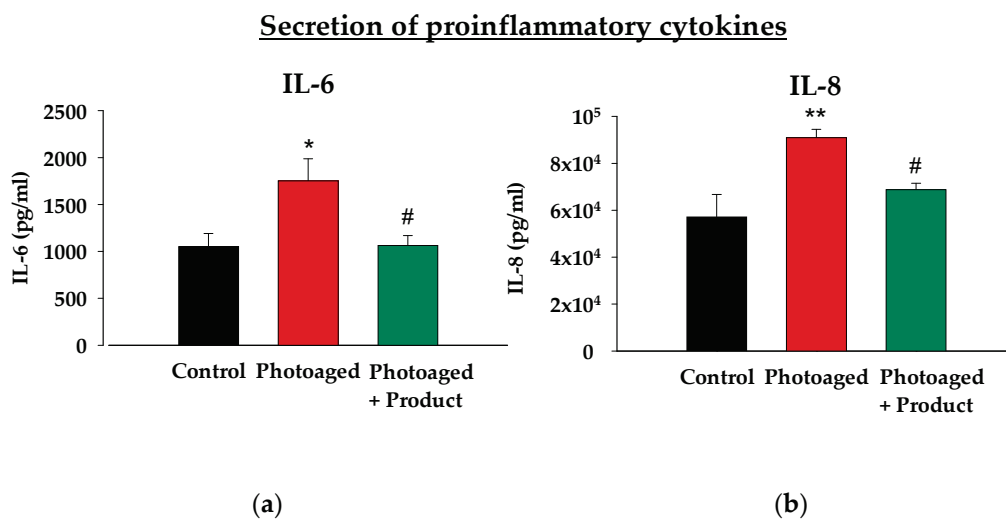 Secretion of proinflammatory cytokines
IL-6
2500
2000
1500
1000
500
0
IL-6 (pg/ml)
*
#
Control
Photoaged
Photoaged
+ Product
(a)
IL-8
10⁵
8x10⁴
6x10⁴
4x10⁴
2x10⁴
0
IL-8 (pg/ml)
**
#
Control
Photoaged
Photoaged
+ Product
(b)